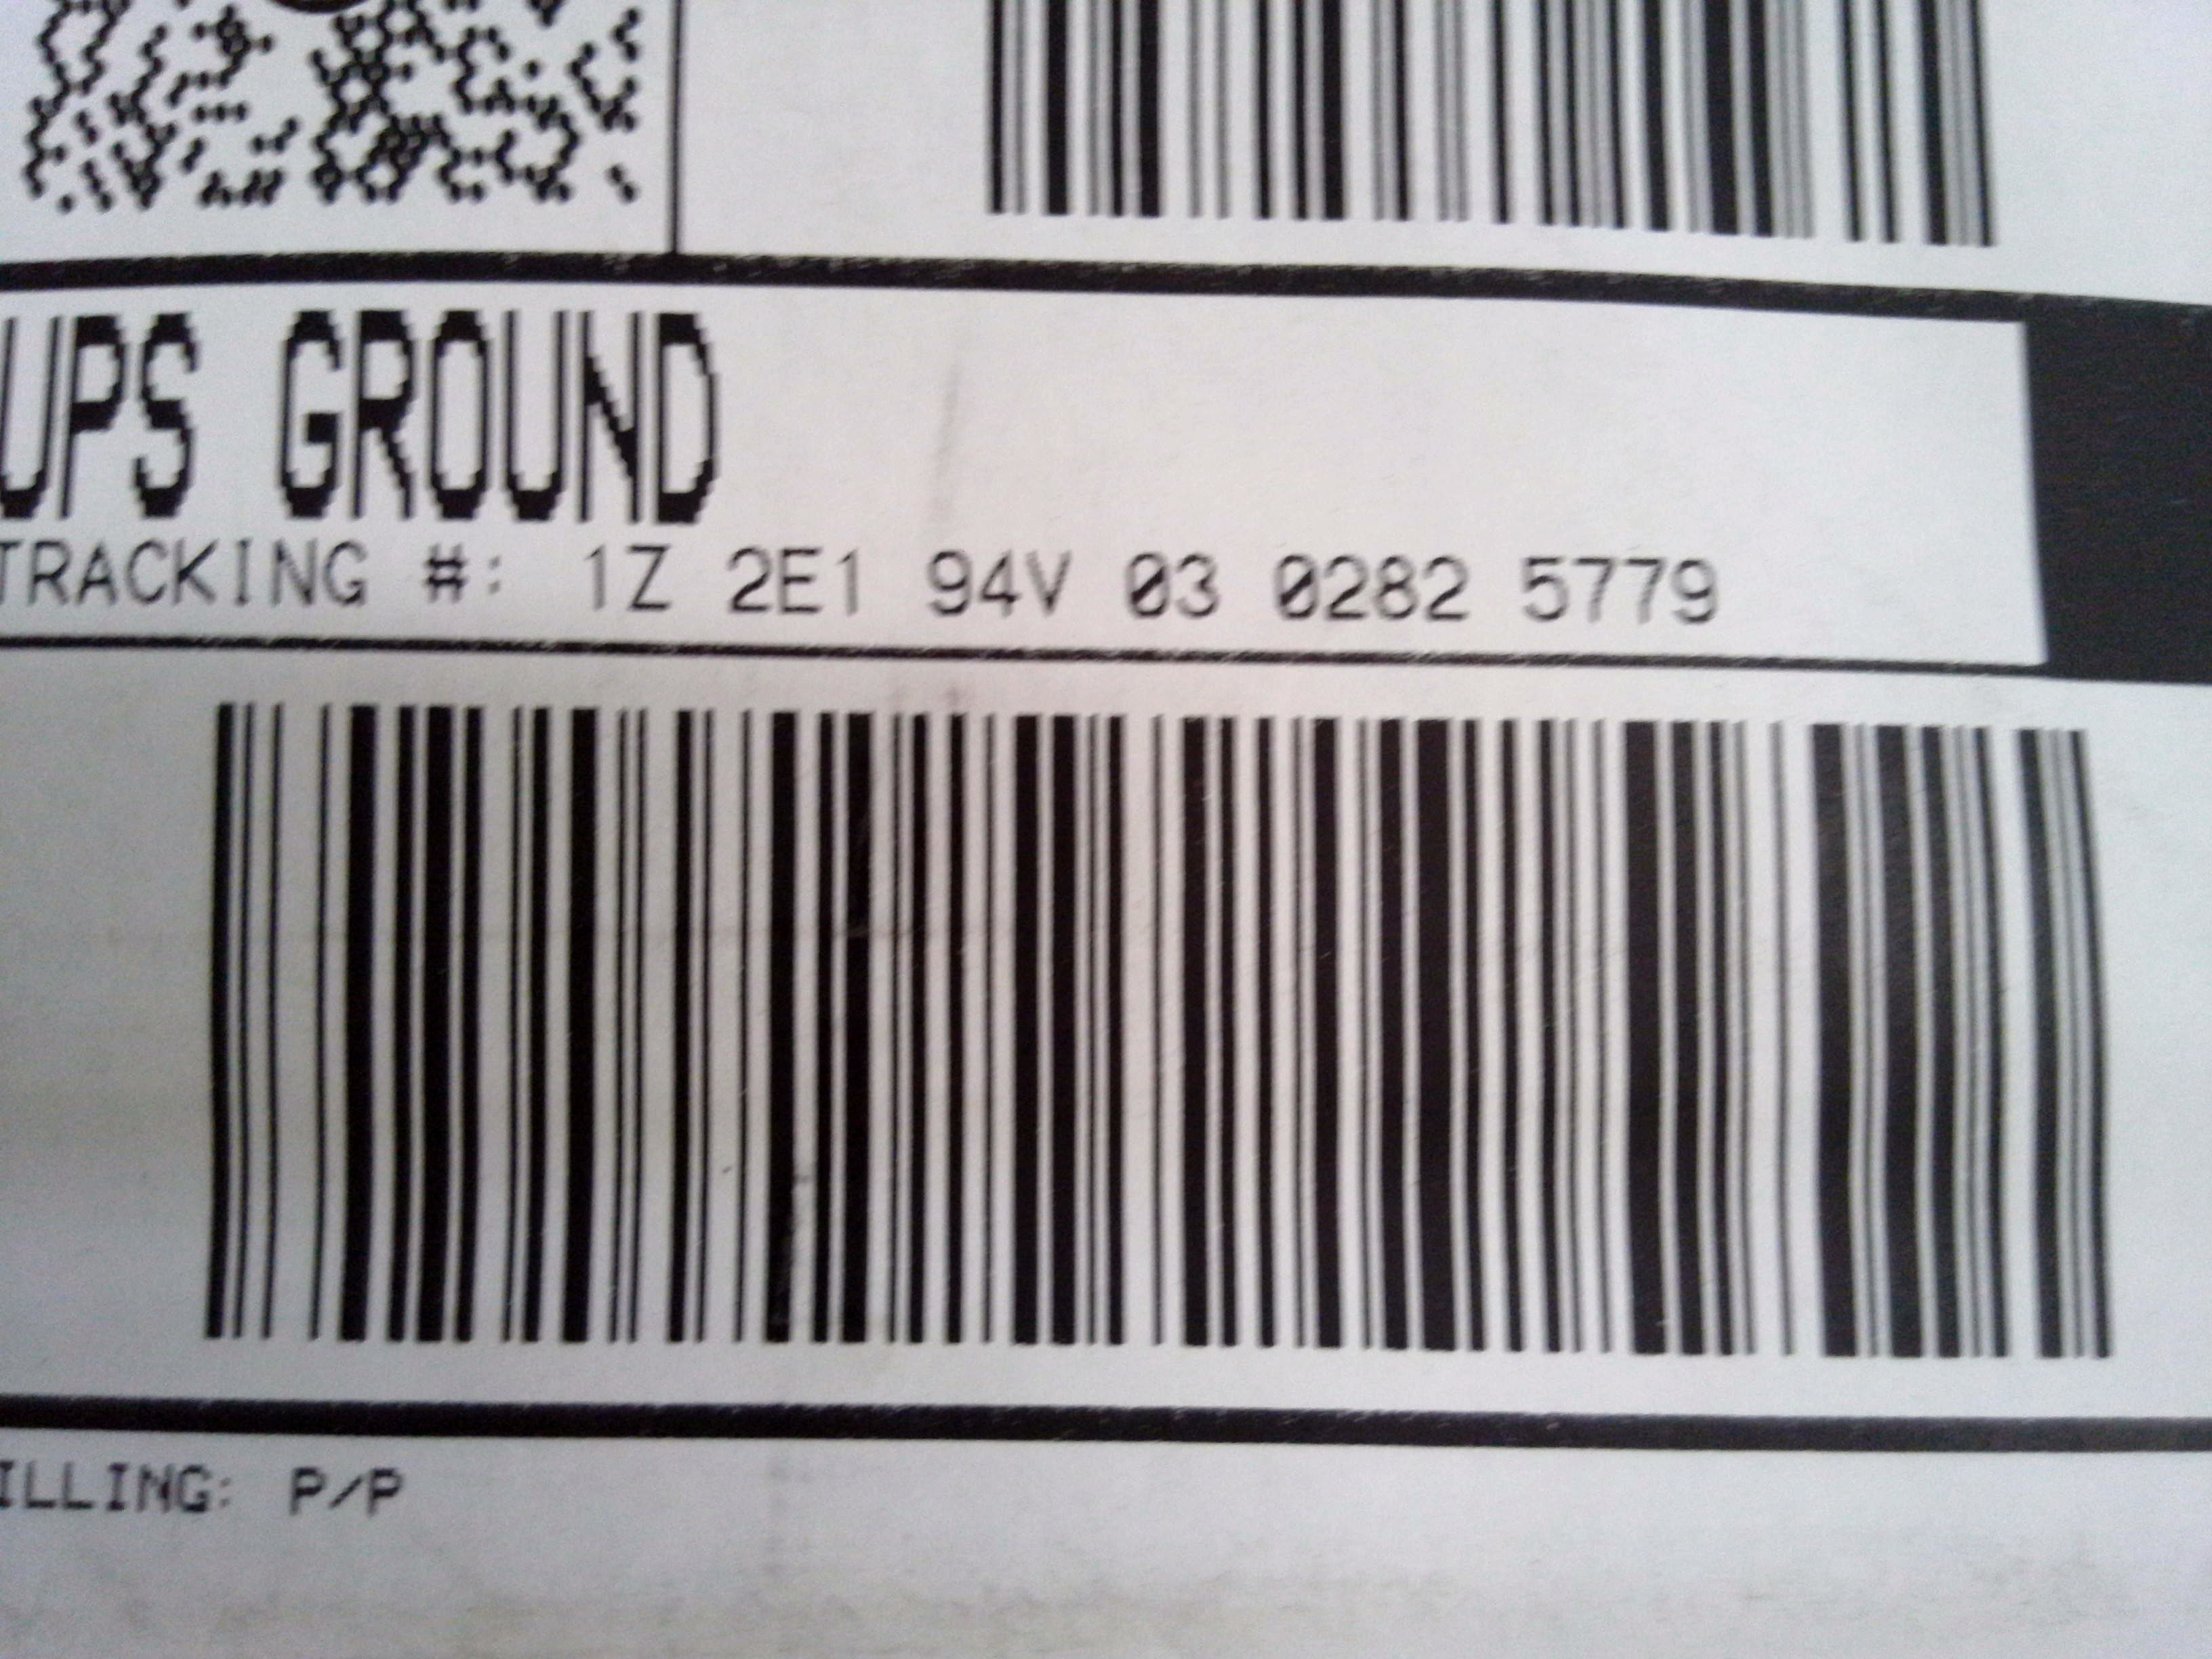 UPS GROUND
TRACKING #: 1Z 2E1 94V 03 0282 5779
ILLING: P/P